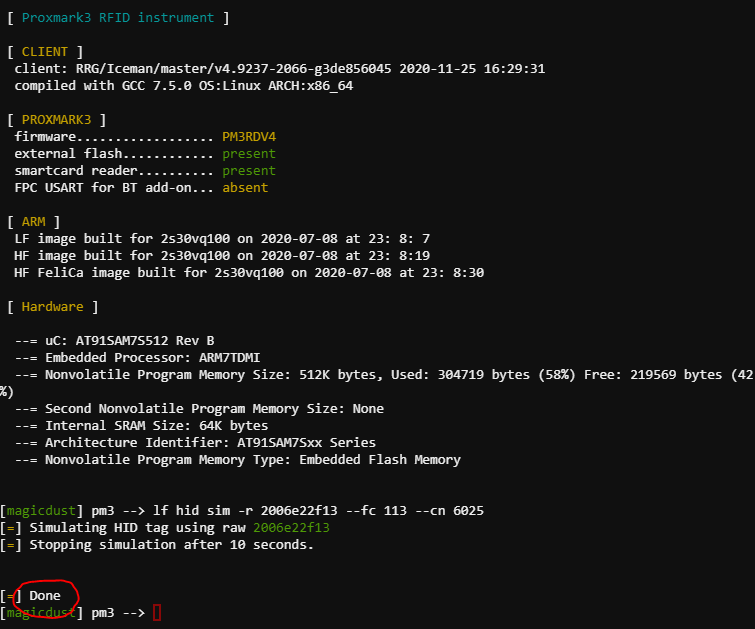 [ Proxmark3 RFID instrument ]
[ CLIENT ]
client: RRG/Iceman/master/v4.9237-2066-g3de856045 2020-11-25 16:29:31
compiled with GCC 7.5.0 OS:Linux ARCH:x86_64
[ PROXMARK3 ]
firmware.................. PM3RDV4
external flash............ present
smartcard reader.......... present
FPC USART for BT add-on... absent
[ ARM ]
LF image built for 2s30vq100 on 2020-07-08 at 23: 8: 7
HF image built for 2s30vq100 on 2020-07-08 at 23: 8:19
HF FeliCa image built for 2s30vq100 on 2020-07-08 at 23: 8:30
[ Hardware ]
--= uC: AT91SAM7S512 Rev B
--= Embedded Processor: ARM7TDMI
--= Nonvolatile Program Memory Size: 512K bytes, Used: 304719 bytes (58%) Free: 219569 bytes (42
%)
--= Second Nonvolatile Program Memory Size: None
--= Internal SRAM Size: 64K bytes
--= Architecture Identifier: AT91SAM7Sxx Series
--= Nonvolatile Program Memory Type: Embedded Flash Memory
[magicdust] pm3 --> lf hid sim -r 2006e22f13 --fc 113 --cn 6025
[=] Simulating HID tag using raw 2006e22f13
[=] Stopping simulation after 10 seconds.
[=] Done
[magicdust] pm3 -->